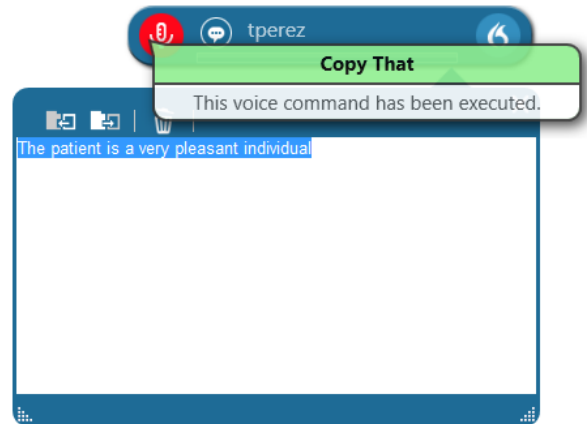 tperez
Copy That
This voice command has been executed.
The patient is a very pleasant individual